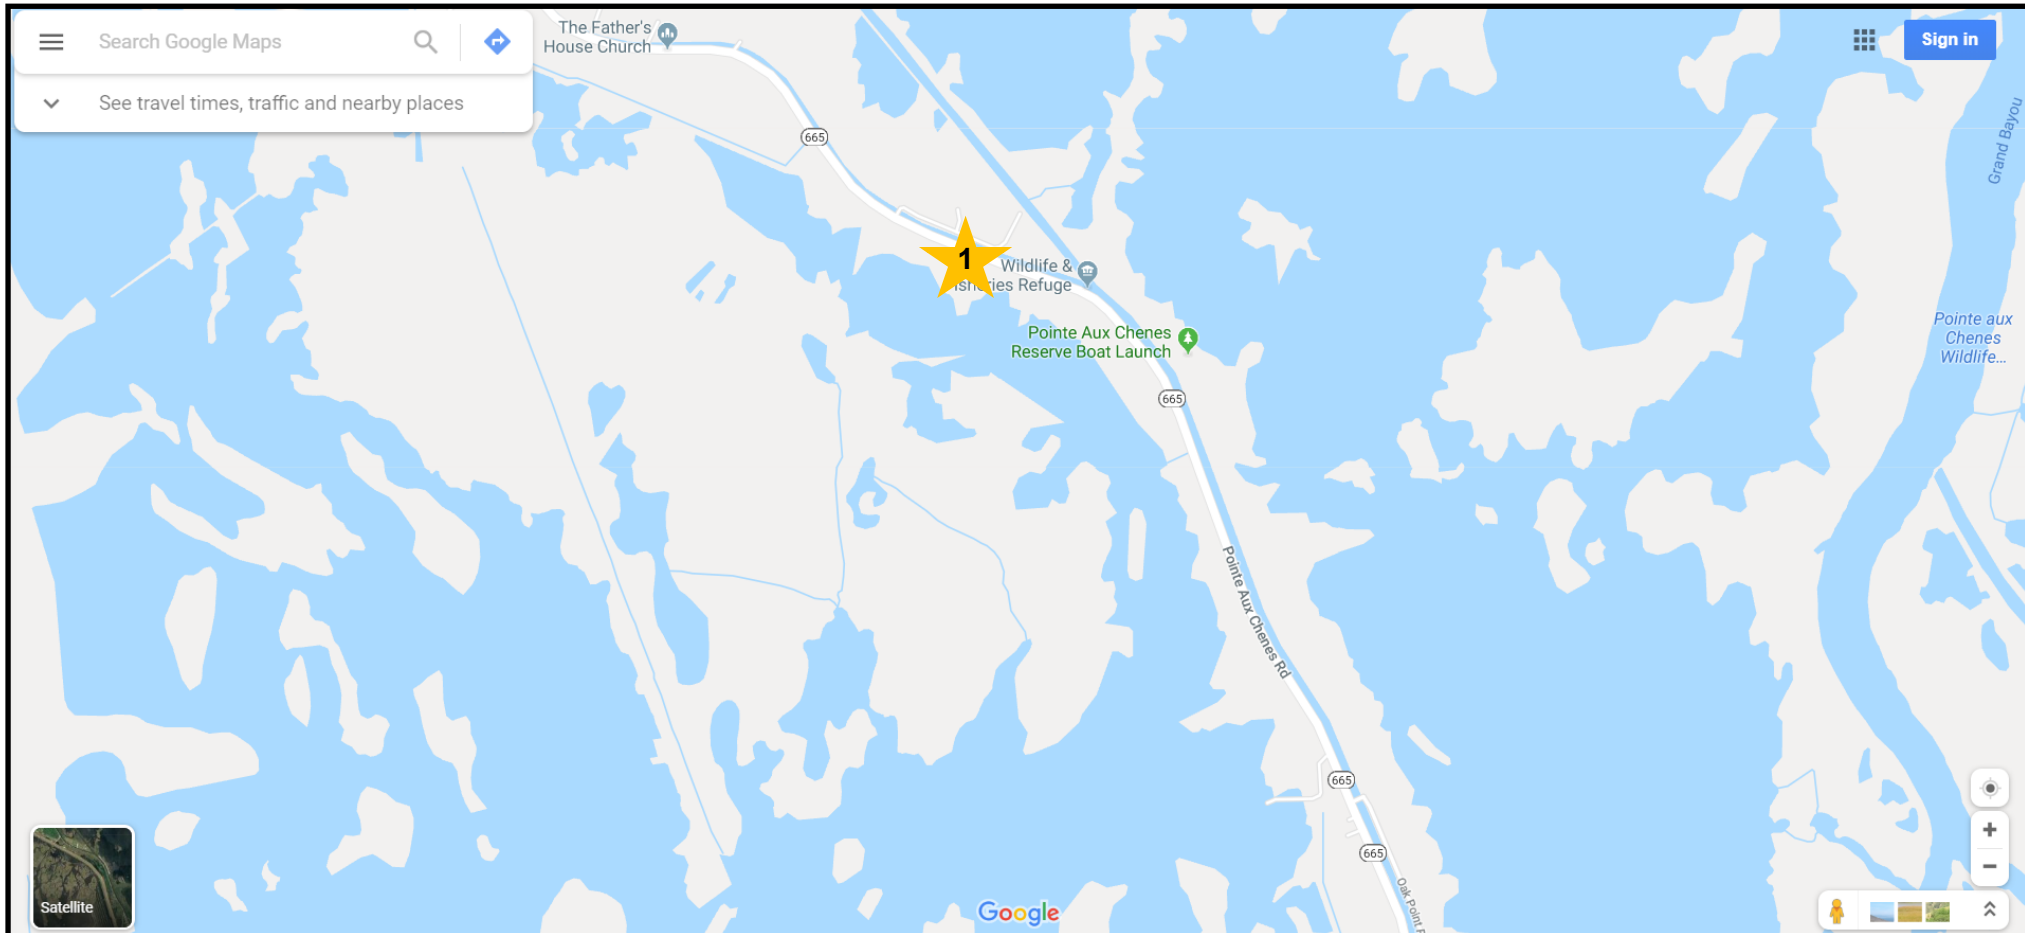 Search Google Maps
See travel times, traffic and nearby places
The Father's
House Church
Sign in
Grand Bayou
665
1
Wildlife &
Refuge
Pointe Aux Chenes
Reserve Boat Launch
Pointe aux
Chenes
Wildlife...
665
Pointe Aux Chenes Rd
665
665
Oak Point
Satellite
Google